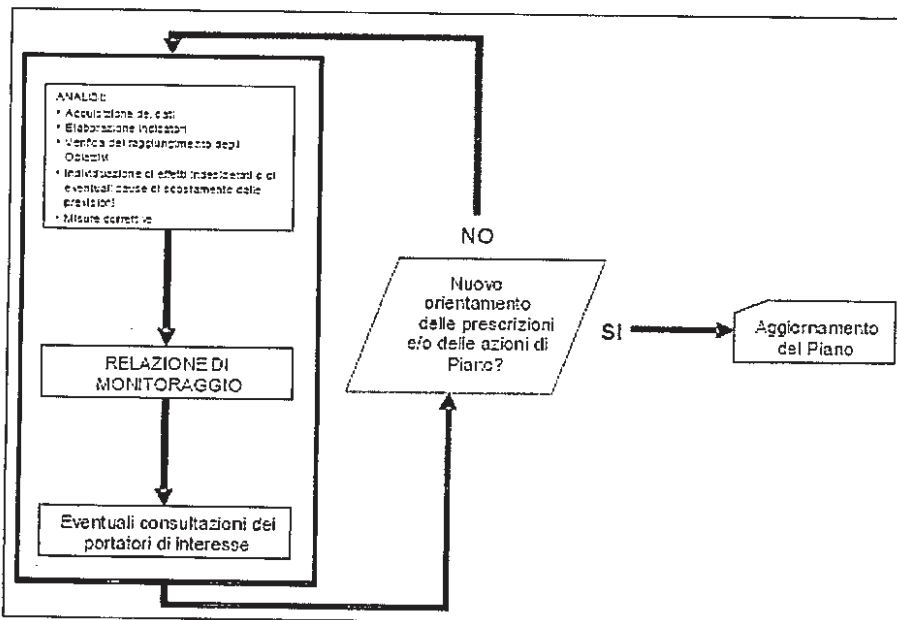 ANALISI
• Acquisizione dei dati
• Elaborazione indicatori
• Verifica del raggiungimento degli
Obiettivi
• Individuazione di effetti indesiderati o di
eventuali cause di scostamento dalle
previsioni
• Misure correttive
RELAZIONE DI
MONITORAGGIO
Eventuali consultazioni dei
portatori di interesse
NO
Nuovo
orientamento
delle prescrizioni
e/o delle azioni di
Piano?
SI
Aggiornamento
del Piano